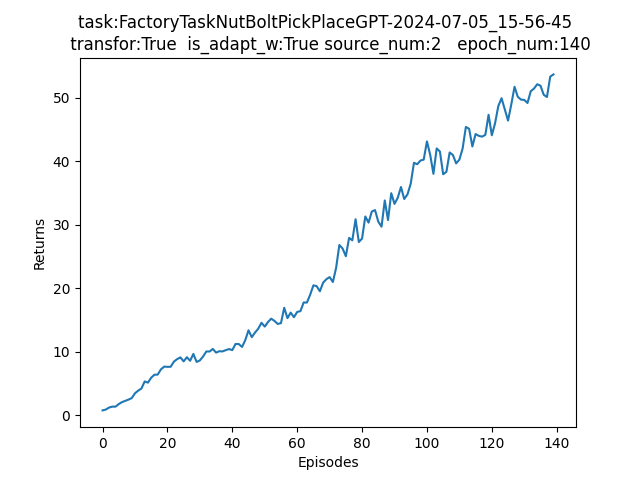 task:FactoryTaskNutBoltPickPlaceGPT-2024-07-05_15-56-45
transfor:True  is_adapt_w:True source_num:2   epoch_num:140
50
40
30
20
10
0
Returns
0 20 40 60 80 100 120 140
Episodes